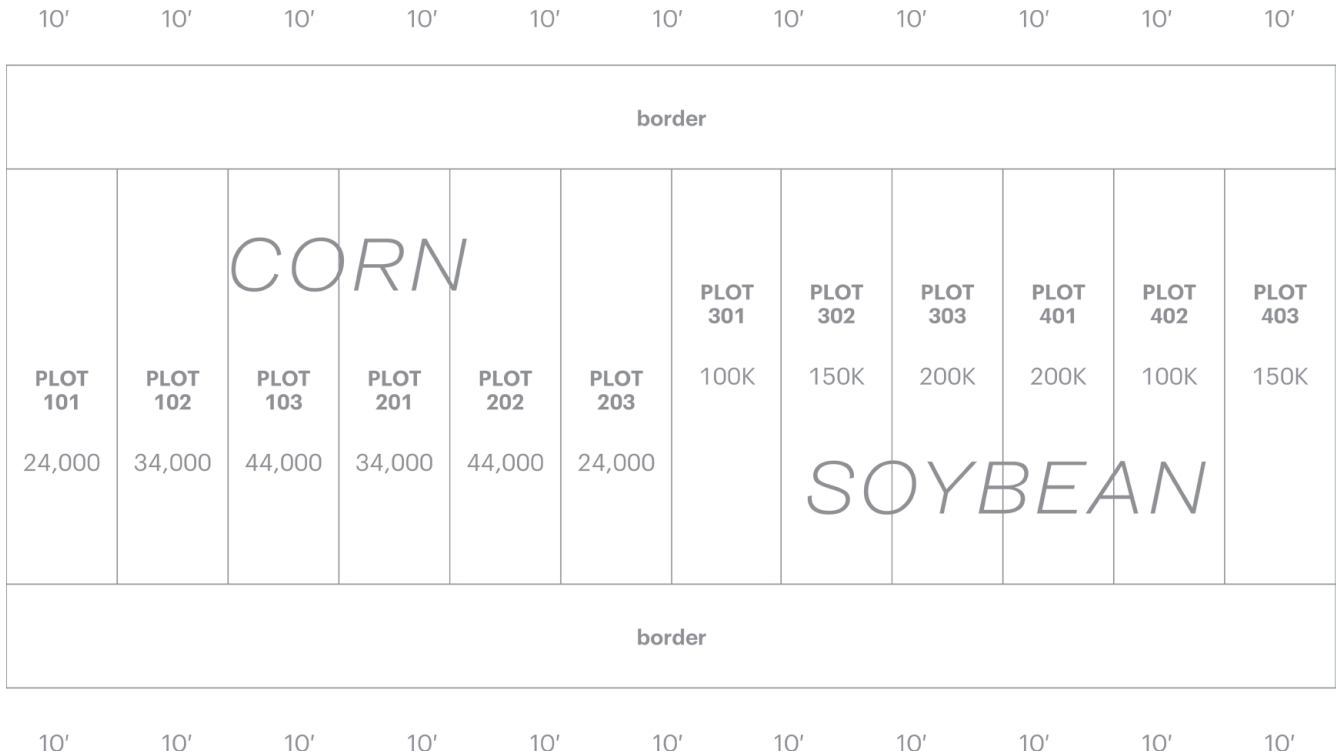 10′ 10′ 10′ 10′ 10′ 10′ 10′ 10′ 10′ 10′ 10′
border
CORN
PLOT PLOT PLOT PLOT PLOT PLOT
301 302 303 401 402 403
100K 150K 200K 200K 100K 150K
PLOT PLOT PLOT PLOT PLOT PLOT
101 102 103 201 202 203
24,000 34,000 44,000 34,000 44,000 24,000
SOYBEAN
border
10′ 10′ 10′ 10′ 10′ 10′ 10′ 10′ 10′ 10′ 10′